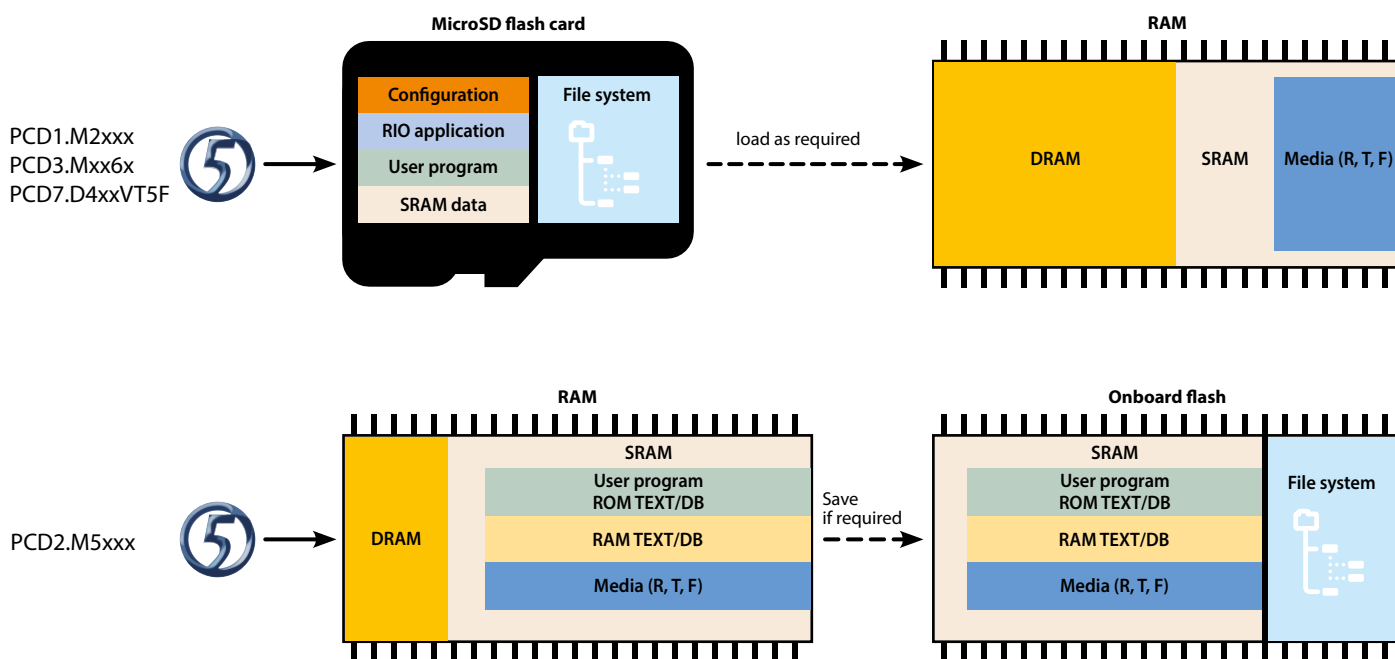 MicroSD flash card
RAM
PCD1.M2xxx
PCD3.Mxx6x
PCD7.D4xxVT5F
5
Configuration
RIO application
User program
SRAM data
File system
load as required
DRAM
SRAM
Media (R, T, F)
RAM
Onboard flash
PCD2.M5xxx
5
DRAM
SRAM
User program
ROM TEXT/DB
RAM TEXT/DB
Media (R, T, F)
Save
if required
SRAM
User program
ROM TEXT/DB
RAM TEXT/DB
Media (R, T, F)
File system